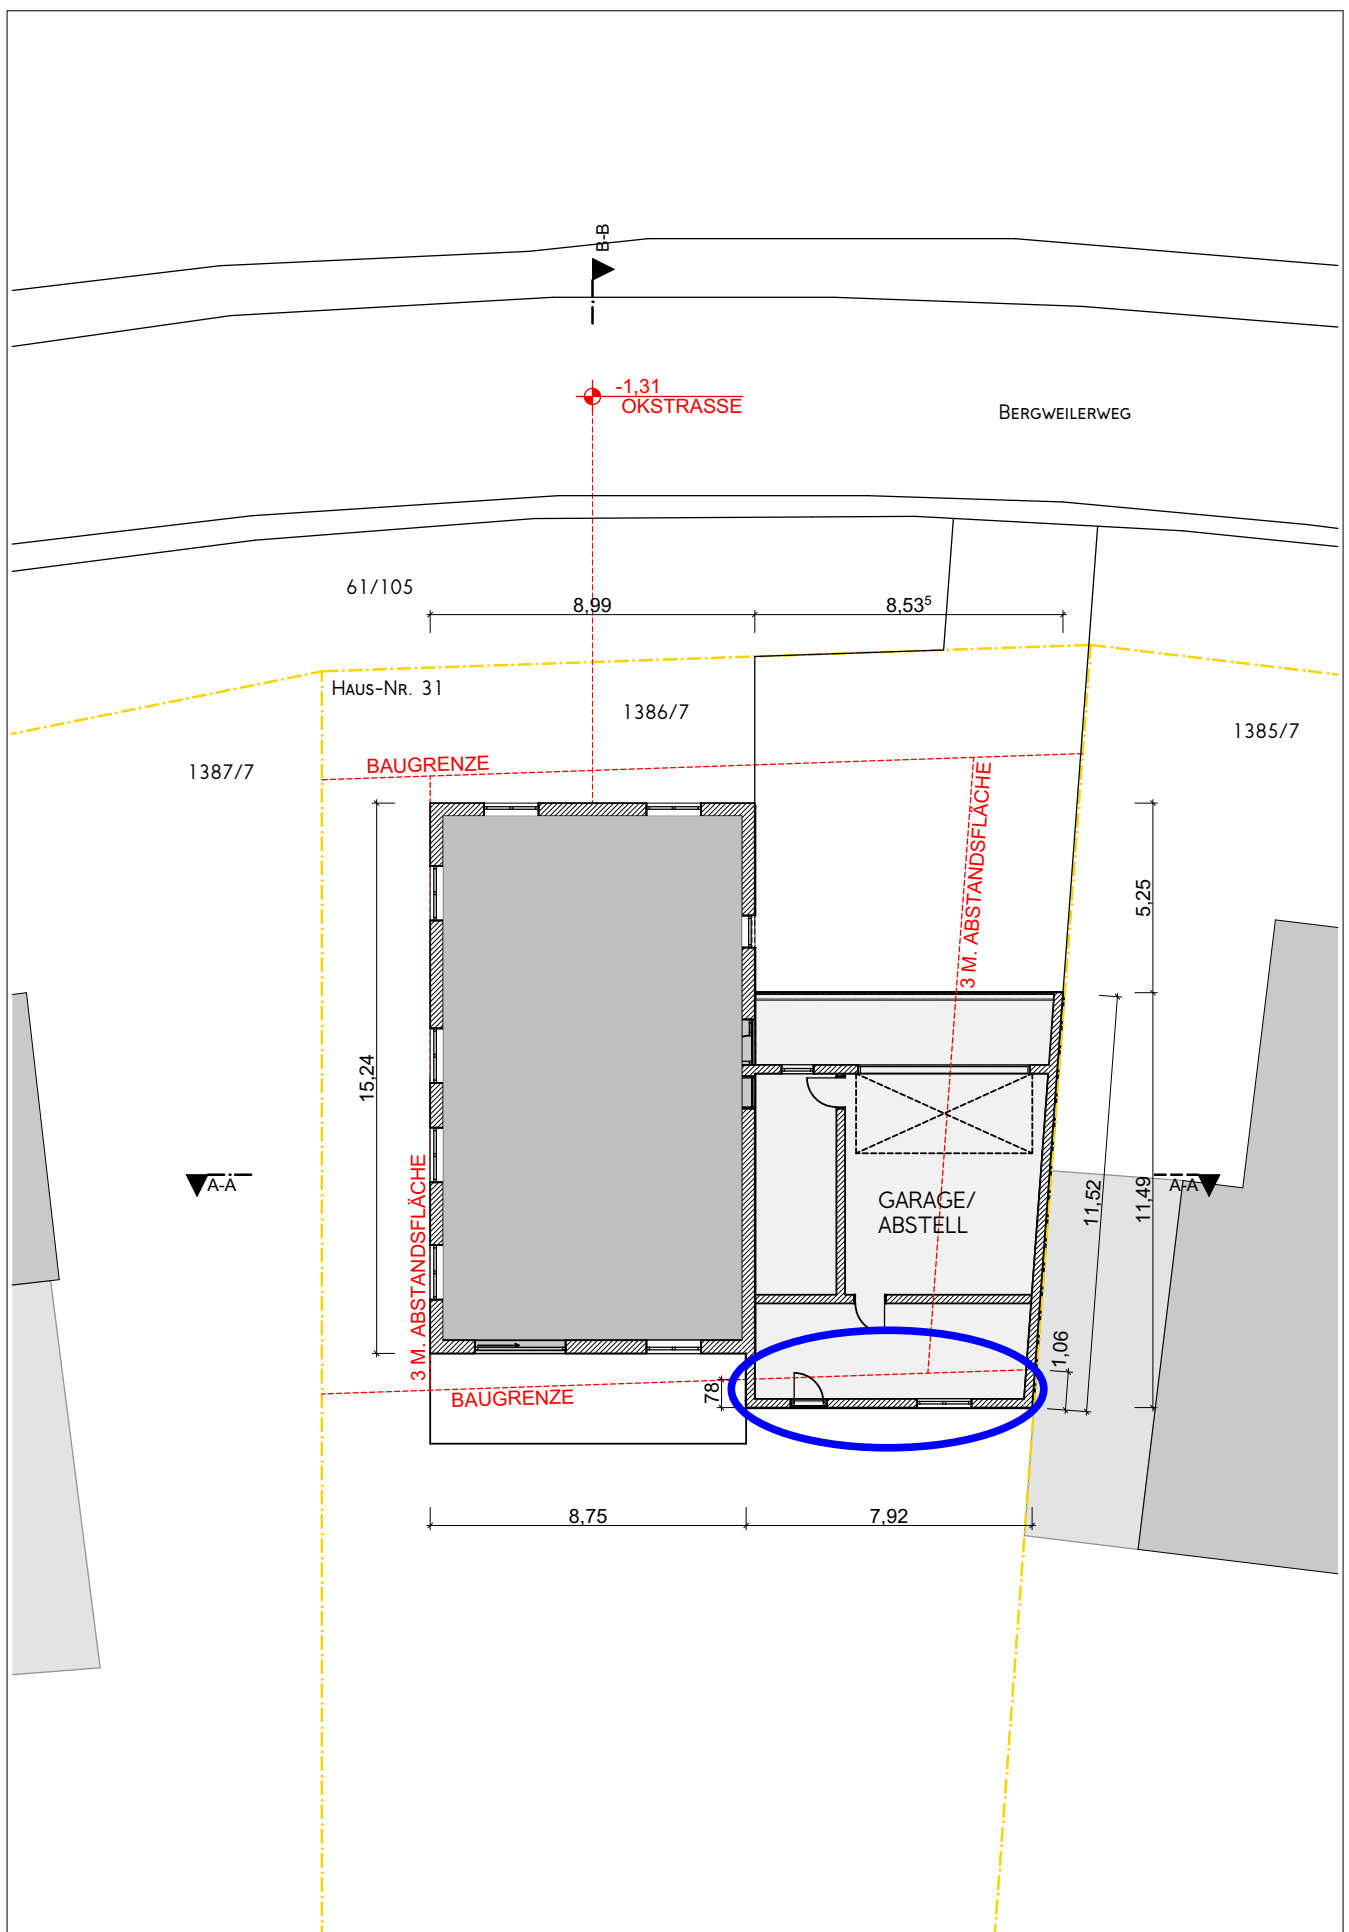 B-B
-1,31
OKSTRASSE
BERGWEILERWEG
61/105
8,99
8,53⁵
HAUS-NR. 31
1386/7
1385/7
1387/7
BAUGRENZE
3 M. ABSTANDSFLÄCHE
5,25
15,24
A-A
A-A
11,52
11,49
GARAGE/
ABSTELL
3 M. ABSTANDSFLÄCHE
1,06
78
BAUGRENZE
8,75
7,92